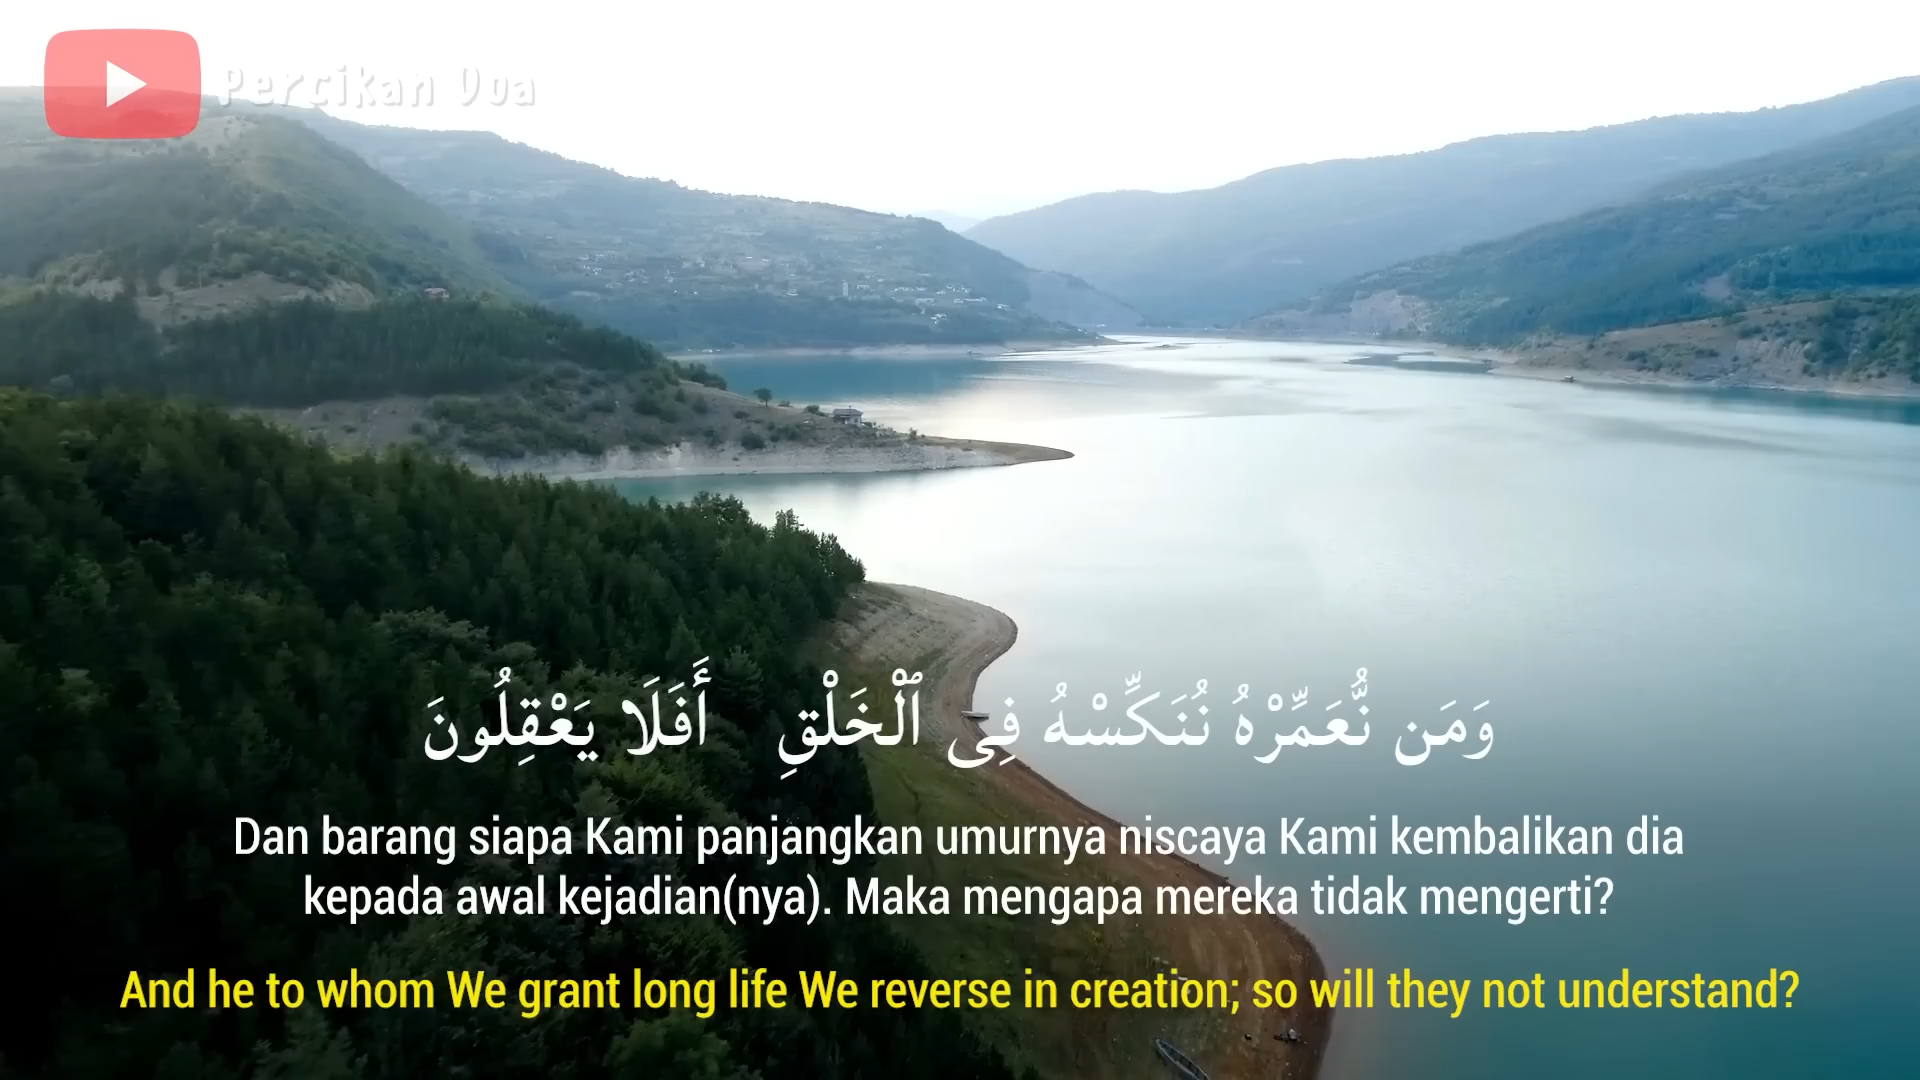 Percikan Doa
وَمَن نُّعَمِّرْهُ نُنَكِّسْهُ فِى ٱلْخَلْقِ أَفَلَا يَعْقِلُونَ
Dan barang siapa Kami panjangkan umurnya niscaya Kami kembalikan dia
kepada awal kejadian(nya). Maka mengapa mereka tidak mengerti?
And he to whom We grant long life We reverse in creation; so will they not understand?